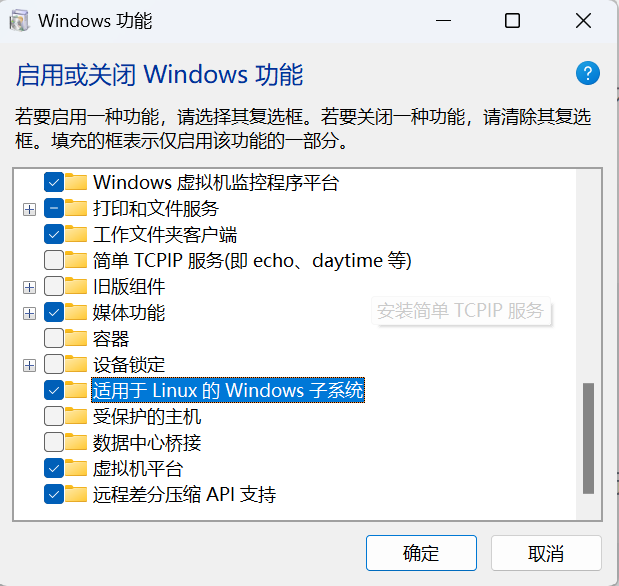 Windows 功能
启用或关闭 Windows 功能
?
若要启用一种功能，请选择其复选框。若要关闭一种功能，请清除其复选
框。填充的框表示仅启用该功能的一部分。
Windows 虚拟机监控程序平台
打印和文件服务
工作文件夹客户端
简单 TCPIP 服务(即 echo、daytime 等)
旧版组件
媒体功能
安装简单 TCPIP 服务
容器
设备锁定
适用于 Linux 的 Windows 子系统
受保护的主机
数据中心桥接
虚拟机平台
远程差分压缩 API 支持
确定
取消